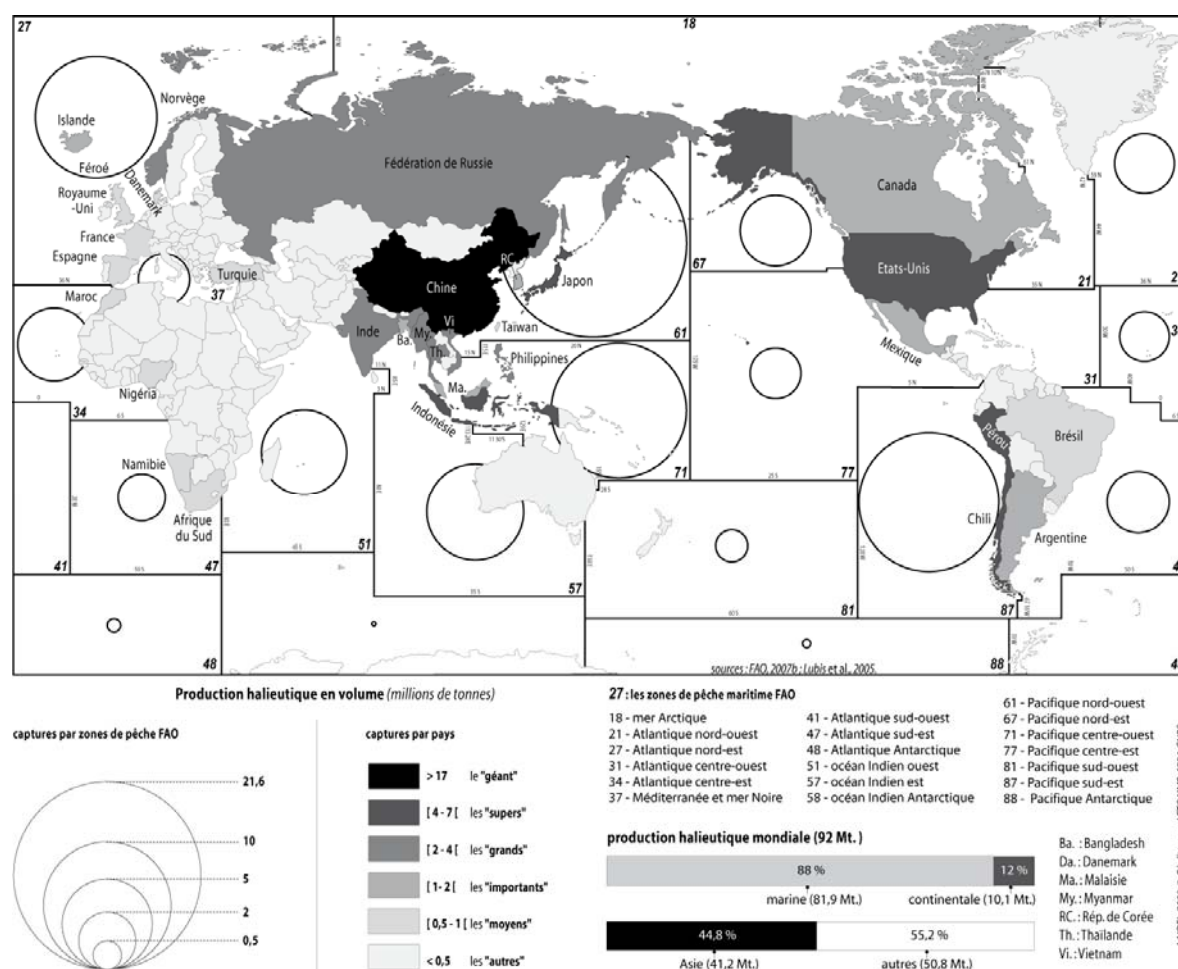 27
18
Norvège
Islande
Féroé
Danemark
Royaume
-Uni
France
Espagne
Maroc
Turquie
37
Fédération de Russie
Canada
Etats-Unis
Mexique
Chine
RC
Japon
Inde
Ba.
My.
Vi
Th.
Taïwan
Philippines
Ma.
Indonésie
67
61
21
31
34
Nigéria
Namibie
Afrique
du Sud
Pérou
Brésil
Chili
Argentine
71
77
51
41
47
57
81
87
48
88
sources : FAO, 2007b ; Lubis et al., 2005.
Production halieutique en volume (millions de tonnes)
captures par zones de pêche FAO
21,6
10
5
2
0,5
captures par pays
> 17 le "géant"
[ 4 - 7 [ les "supers"
[ 2 - 4 [ les "grands"
[ 1 - 2 [ les "importants"
[ 0,5 - 1 [ les "moyens"
< 0,5 les "autres"
27 : les zones de pêche maritime FAO
18 - mer Arctique
21 - Atlantique nord-ouest
27 - Atlantique nord-est
31 - Atlantique centre-ouest
34 - Atlantique centre-est
37 - Méditerranée et mer Noire
41 - Atlantique sud-ouest
47 - Atlantique sud-est
48 - Atlantique Antarctique
51 - océan Indien ouest
57 - océan Indien est
58 - océan Indien Antarctique
61 - Pacifique nord-ouest
67 - Pacifique nord-est
71 - Pacifique centre-ouest
77 - Pacifique centre-est
81 - Pacifique sud-ouest
87 - Pacifique sud-est
88 - Pacifique Antarctique
production halieutique mondiale (92 Mt. )
88 %
12 %
marine (81,9 Mt.)
continentale (10,1 Mt.)
44,8 %
55,2 %
Asie (41,2 Mt.)
autres (50,8 Mt.)
Ba. : Bangladesh
Da.: Danemark
Ma.: Malaisie
My.: Myanmar
RC.: Rép. de Corée
Th.: Thaïlande
Vi.: Vietnam